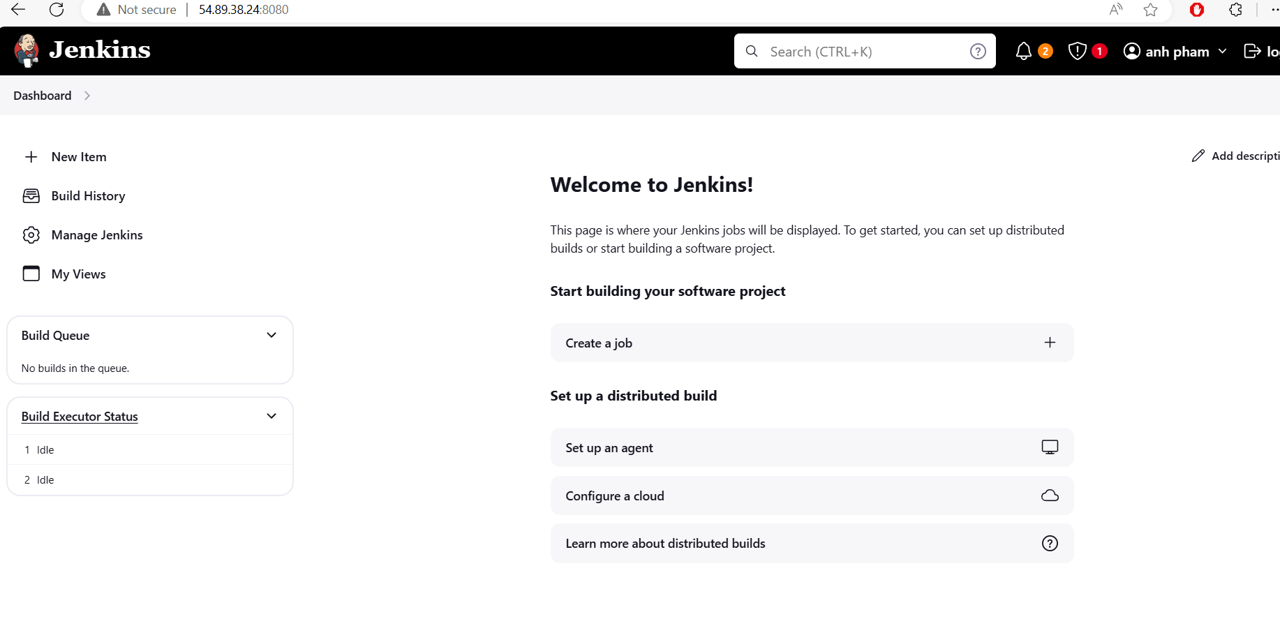 Not secure 54.89.38.24:8080
Jenkins Search (CTRL+K) 2 1 anh pham lo
Dashboard
New Item
Build History
Manage Jenkins
My Views
Build Queue
No builds in the queue.
Build Executor Status
1 Idle
2 Idle
Add descripti
Welcome to Jenkins!
This page is where your Jenkins jobs will be displayed. To get started, you can set up distributed
builds or start building a software project.
Start building your software project
Create a job
Set up a distributed build
Set up an agent
Configure a cloud
Learn more about distributed builds